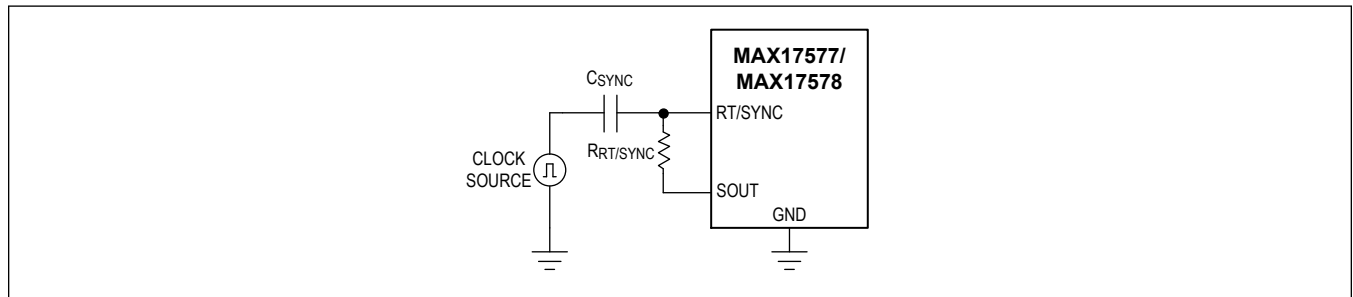 MAX17577/
MAX17578
CSYNC
RT/SYNC
RRT/SYNC
CLOCK
SOURCE
SOUT
GND